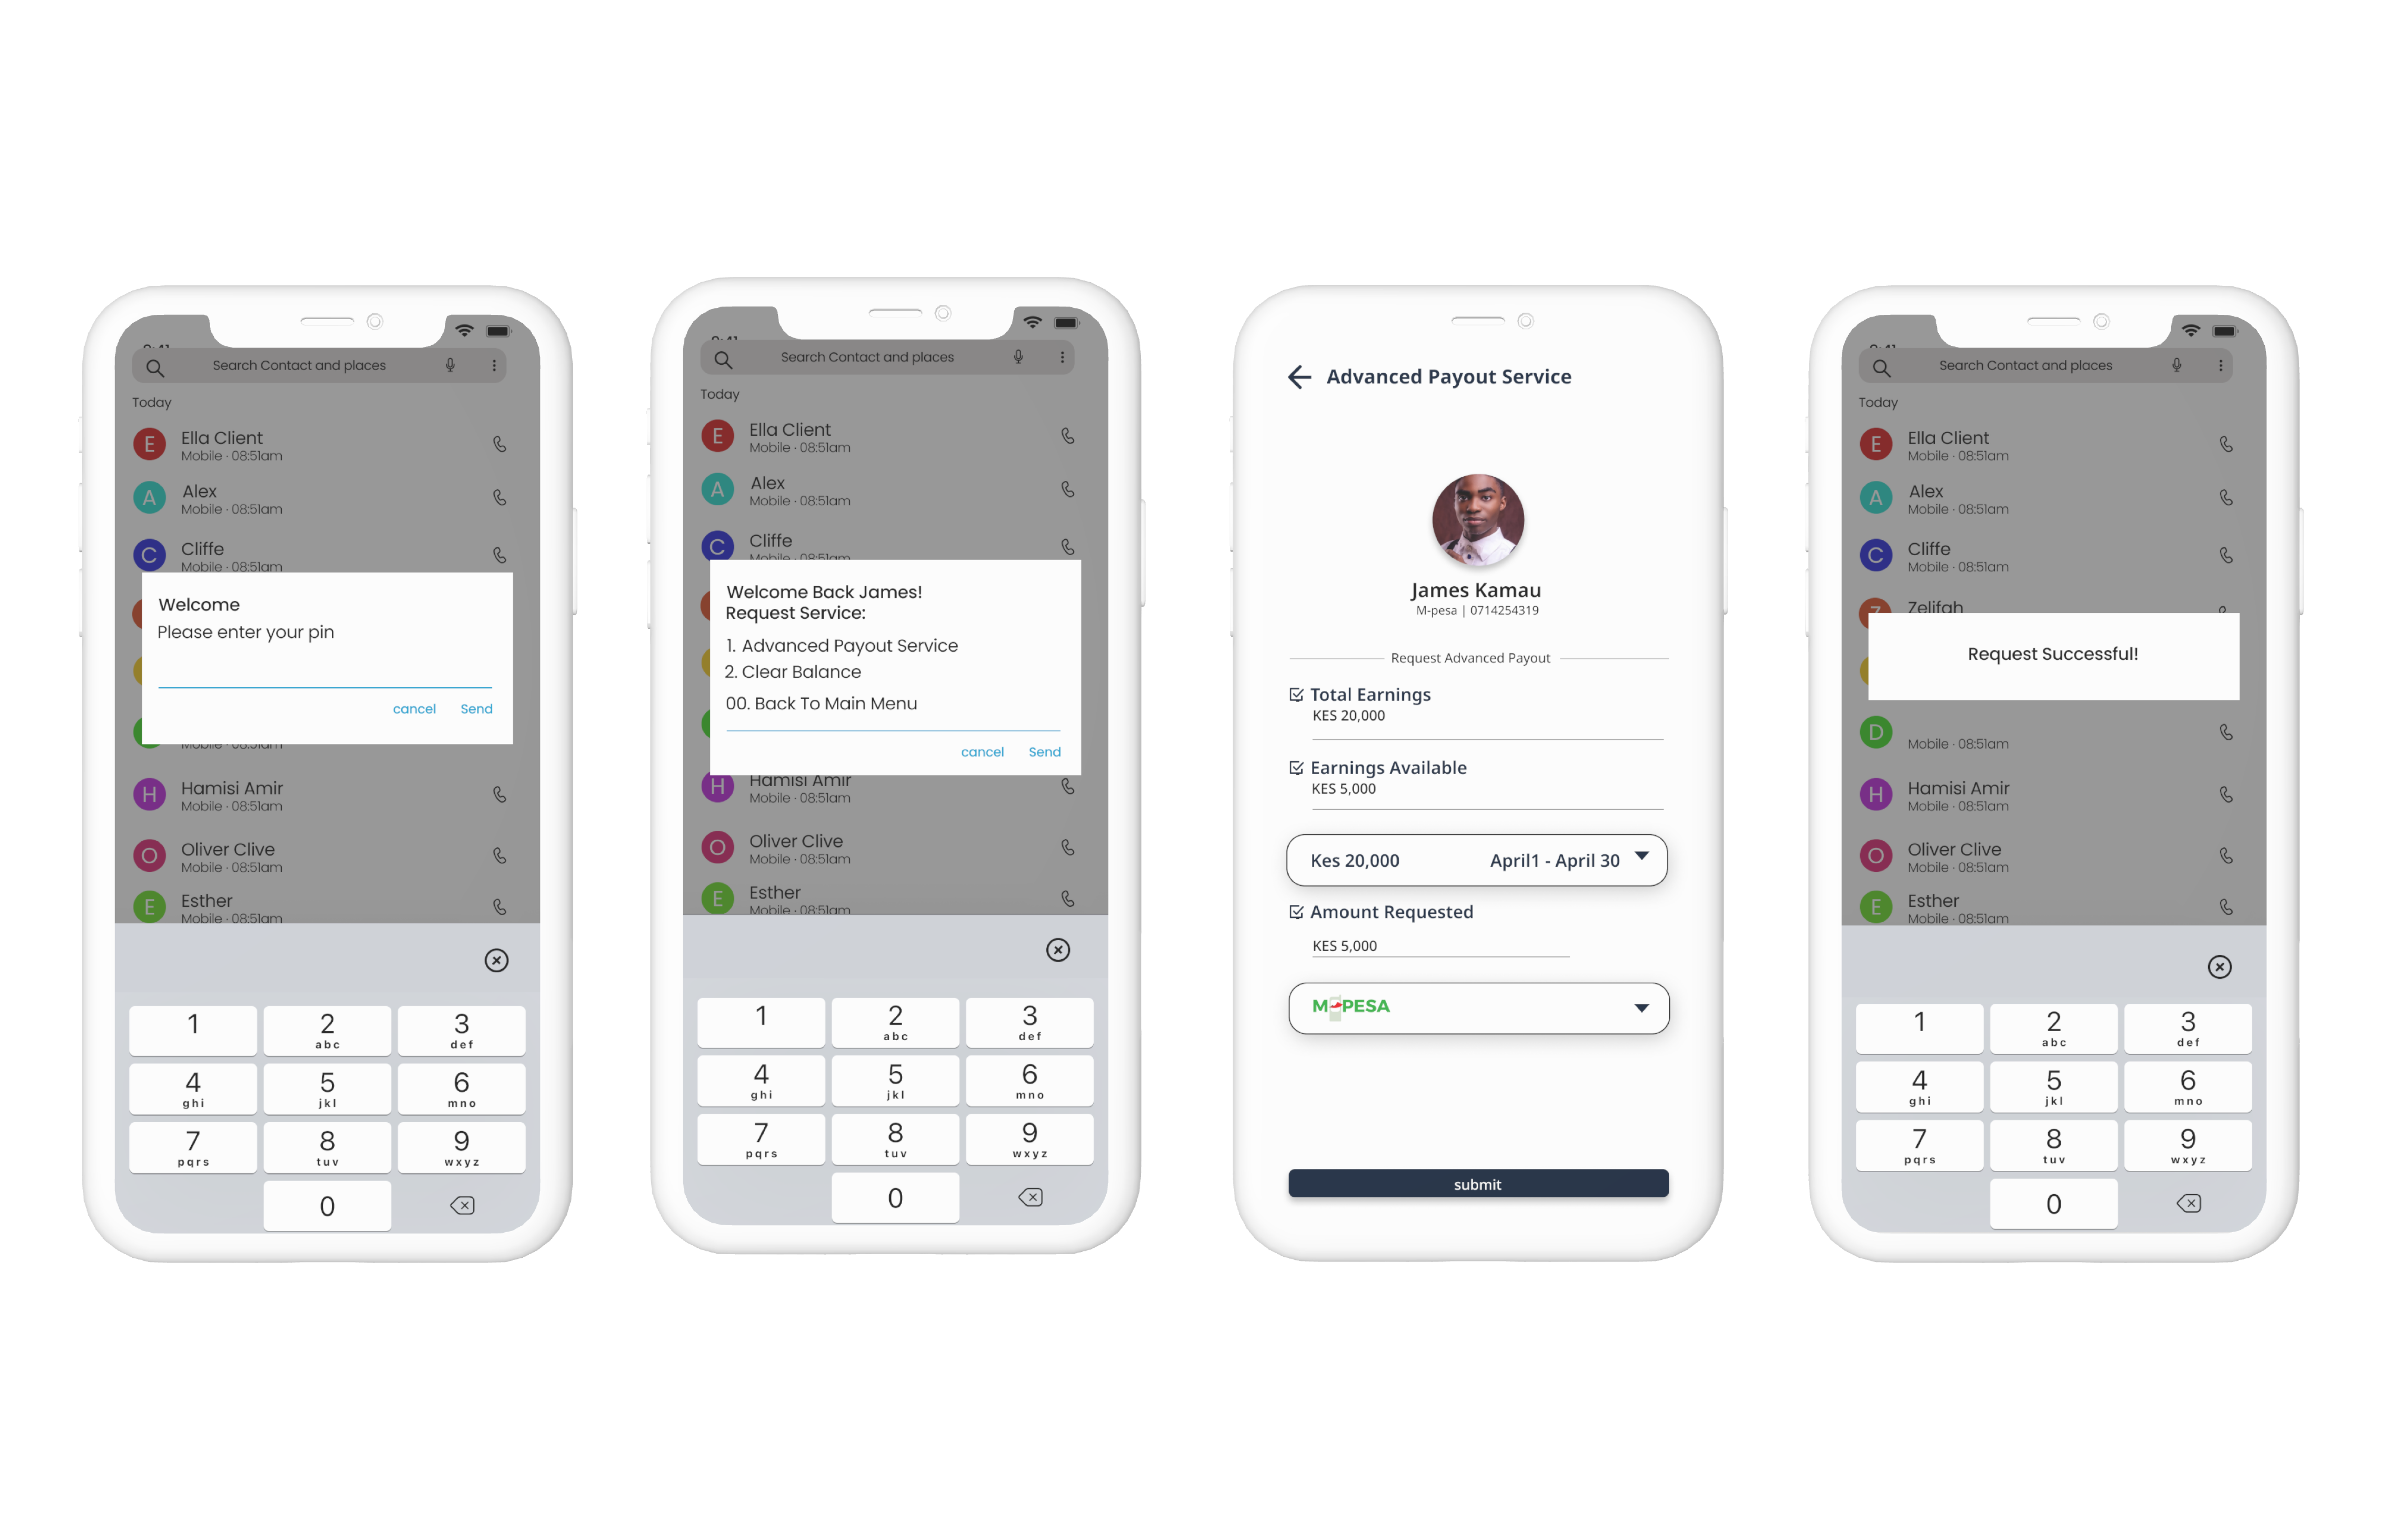 Search Contact and places
Today
E
Ella Client
Mobile · 08:51am
A
Alex
Mobile · 08:51am
C
Cliffe
Mobile · 08:51am
Welcome
Please enter your pin
cancel Send
Mobile · 08:51am
H
Hamisi Amir
Mobile · 08:51am
O
Oliver Clive
Mobile · 08:51am
E
Esther
Mobile · 08:51am
1 2 3
abc def
4 5 6
ghi jkl mno
7 8 9
pqrs tuv wxyz
0
Search Contact and places
Today
E
Ella Client
Mobile · 08:51am
A
Alex
Mobile · 08:51am
C
Cliffe
Mobile · 08:51am
Welcome Back James!
Request Service:
1. Advanced Payout Service
2. Clear Balance
00. Back To Main Menu
cancel Send
H
Hamisi Amir
Mobile · 08:51am
O
Oliver Clive
Mobile · 08:51am
E
Esther
Mobile · 08:51am
1 2 3
abc def
4 5 6
ghi jkl mno
7 8 9
pqrs tuv wxyz
0
Advanced Payout Service
James Kamau
M-pesa | 0714254319
Request Advanced Payout
Total Earnings
KES 20,000
Earnings Available
KES 5,000
Kes 20,000 April1 - April 30
Amount Requested
KES 5,000
M-PESA
submit
Search Contact and places
Today
E
Ella Client
Mobile · 08:51am
A
Alex
Mobile · 08:51am
C
Cliffe
Mobile · 08:51am
Zelifah
Request Successful!
D
Mobile · 08:51am
H
Hamisi Amir
Mobile · 08:51am
O
Oliver Clive
Mobile · 08:51am
E
Esther
Mobile · 08:51am
1 2 3
abc def
4 5 6
ghi jkl mno
7 8 9
pqrs tuv wxyz
0